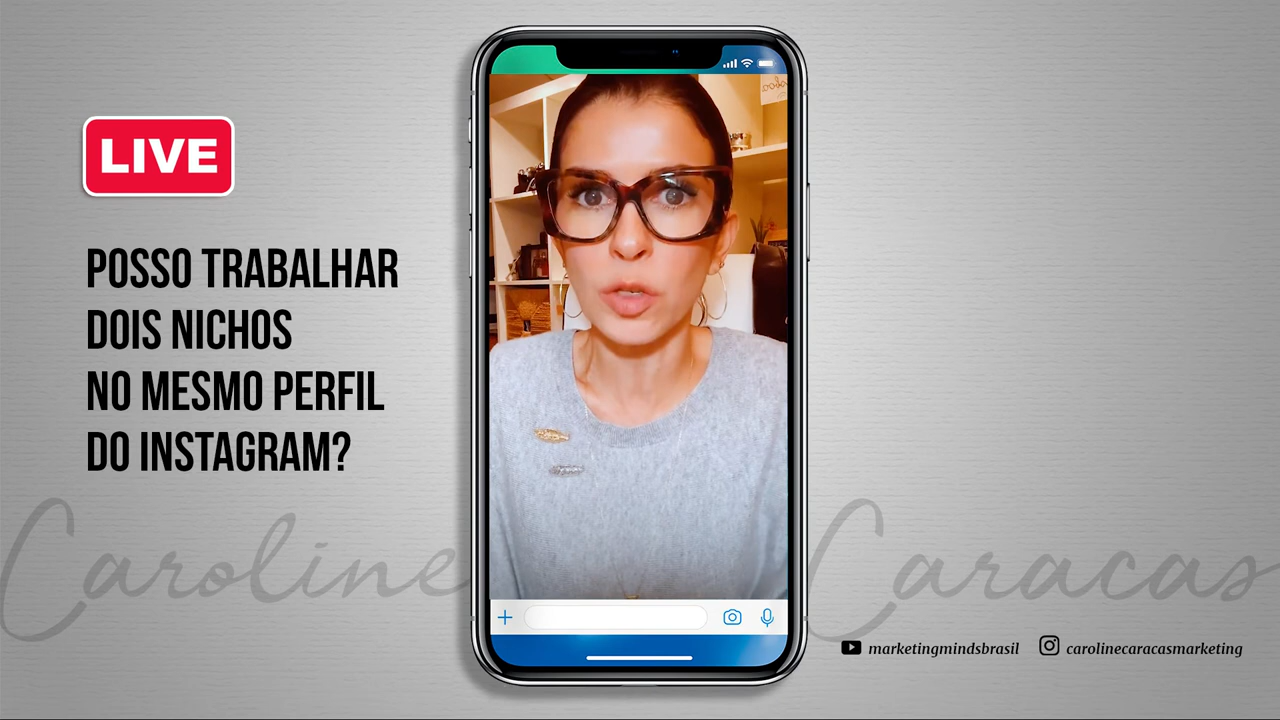 LIVE
POSSO TRABALHAR
DOIS NICHOS
NO MESMO PERFIL
DO INSTAGRAM?
Caroline Caracas
marketingmindsbrasil carolinecaracasmarketing